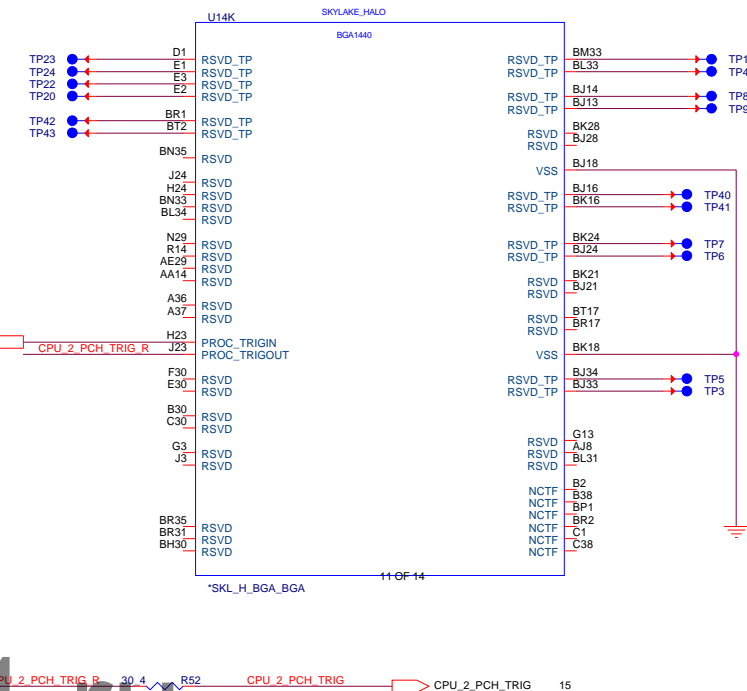 U14K
SKYLAKE_HALO
BGA1440
TP23 D1 RSVD_TP
TP24 E1 RSVD_TP
TP22 E3 RSVD_TP
TP20 E2 RSVD_TP
TP42 BR1 RSVD_TP
TP43 BT2 RSVD_TP
BN35 RSVD
J24 RSVD
H24 RSVD
BN33 RSVD
BL34 RSVD
N29 RSVD
R14 RSVD
AE29 RSVD
AA14 RSVD
A36 RSVD
A37 RSVD
H23 PROC_TRIGIN
CPU_2_PCH_TRIG_R J23 PROC_TRIGOUT
F30 RSVD
E30 RSVD
B30 RSVD
C30 RSVD
G3 RSVD
J3 RSVD
BR35 RSVD
BR31 RSVD
BH30 RSVD
RSVD_TP BM33 TP1
RSVD_TP BL33 TP4
RSVD_TP BJ14 TP8
RSVD_TP BJ13 TP9
RSVD BK28
RSVD BJ28
VSS BJ18
RSVD_TP BJ16 TP40
RSVD_TP BK16 TP41
RSVD_TP BK24 TP7
RSVD_TP BJ24 TP6
RSVD BK21
RSVD BJ21
RSVD BT17
RSVD BR17
VSS BK18
RSVD_TP BJ34 TP5
RSVD_TP BJ33 TP3
RSVD G13
RSVD AJ8
RSVD BL31
NCTF B2
NCTF B38
NCTF BP1
NCTF BR2
NCTF C1
NCTF C38
11 OF 14
*SKL_H_BGA_BGA
PU_2_PCH_TRIG_R 30_4 R52 CPU_2_PCH_TRIG CPU_2_PCH_TRIG 15